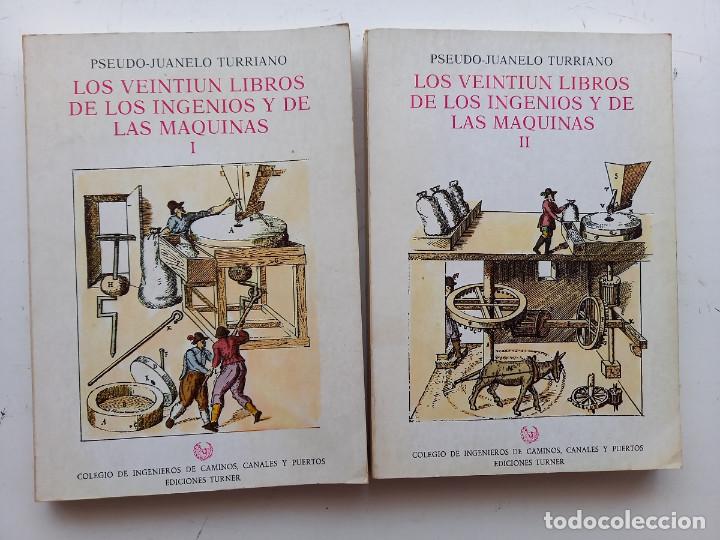 PSEUDO-JUANELO TURRIANO
LOS VEINTIUN LIBROS
DE LOS INGENIOS Y DE
LAS MAQUINAS
I
A
H
K
A
COLEGIO DE INGENIEROS DE CAMINOS, CANALES Y PUERTOS
EDICIONES TURNER
PSEUDO-JUANELO TURRIANO
LOS VEINTIUN LIBROS
DE LOS INGENIOS Y DE
LAS MAQUINAS
II
S
COLEGIO DE INGENIEROS DE CAMINOS, CANALES Y PUERTOS
EDICIONES TURNER
todocoleccion.net